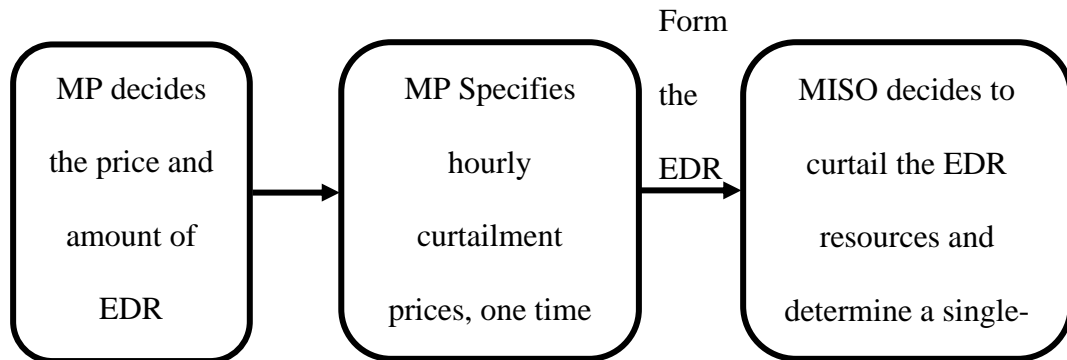 MP decides
the price and
amount of
EDR
MP Specifies
hourly
curtailment
prices, one time
Form
the
EDR
MISO decides to
curtail the EDR
resources and
determine a single-